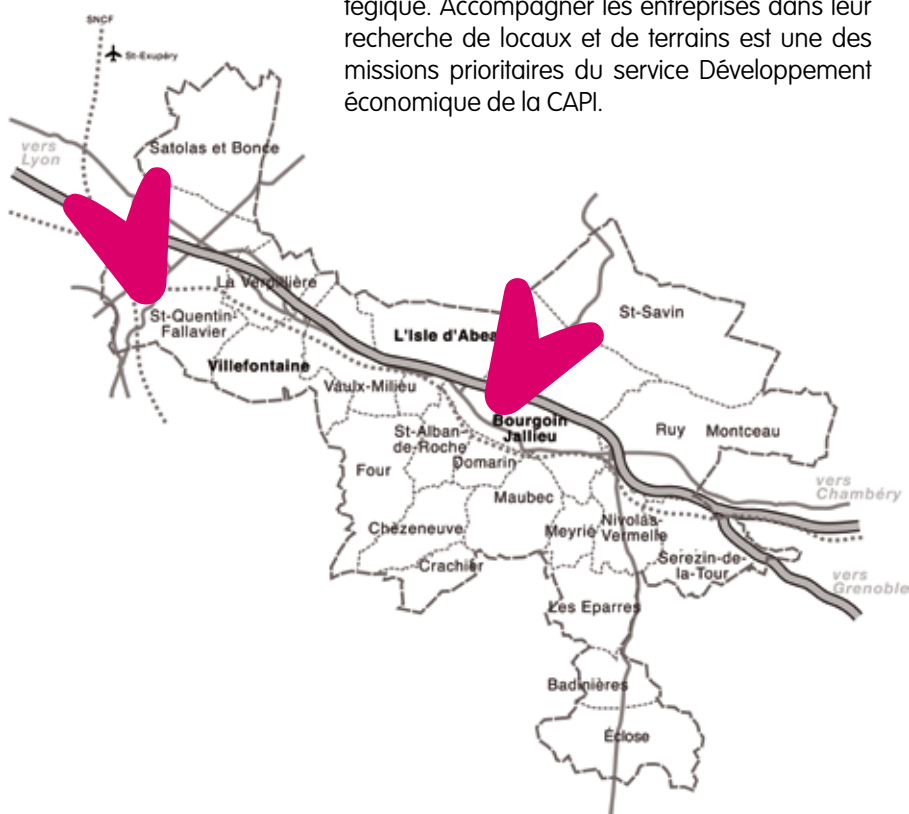 tégique. Accompagner les entreprises dans leur
recherche de locaux et de terrains est une des
missions prioritaires du service Développement
économique de la CAPI.
SNCF
St-Exupéry
vers
Lyon
Satolas et Bonce
La Verpillière
St-Quentin-
Fallavier
Villefontaine
L'Isle d'Abea
St-Savin
Vaulx-Milieu
Bourgoin
Jallieu
Ruy
Montceau
St-Alban-
de-Roche
Domarin
Four
Maubec
vers
Chambéry
Chèzeneuve
Meyrié
Nivolas-
Vermelle
Crachier
Serezin-de-
la-Tour
vers
Grenoble
Les Eparres
Badinières
Éclose